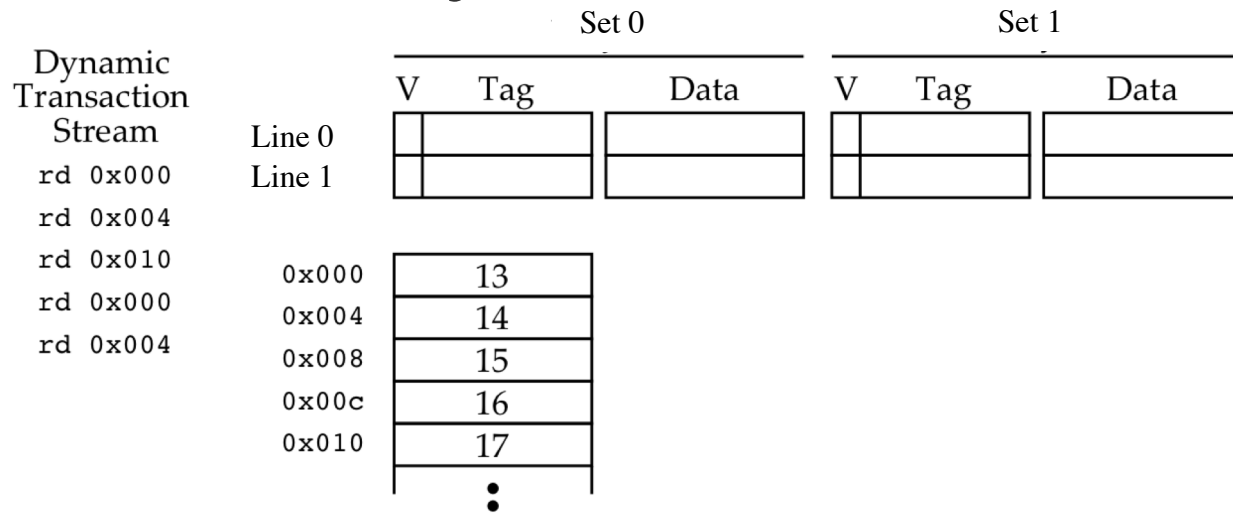 Set 0 Set 1
Dynamic
Transaction
Stream
V Tag Data V Tag Data
Line 0
Line 1
rd 0x000
rd 0x004
rd 0x010
rd 0x000
rd 0x004
0x000 13
0x004 14
0x008 15
0x00c 16
0x010 17